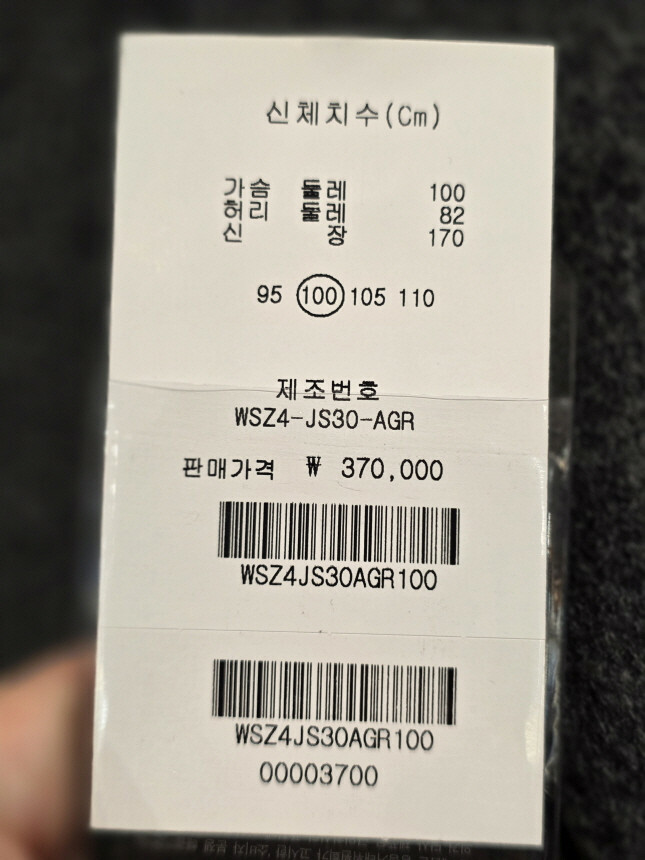 신체치수(Cm)
가슴 둘레 100
허리 둘레 82
신 장 170
95 100 105 110
제조번호
WSZ4-JS30-AGR
판매가격 ₩ 370,000
WSZ4JS30AGR100
WSZ4JS30AGR100
00003700